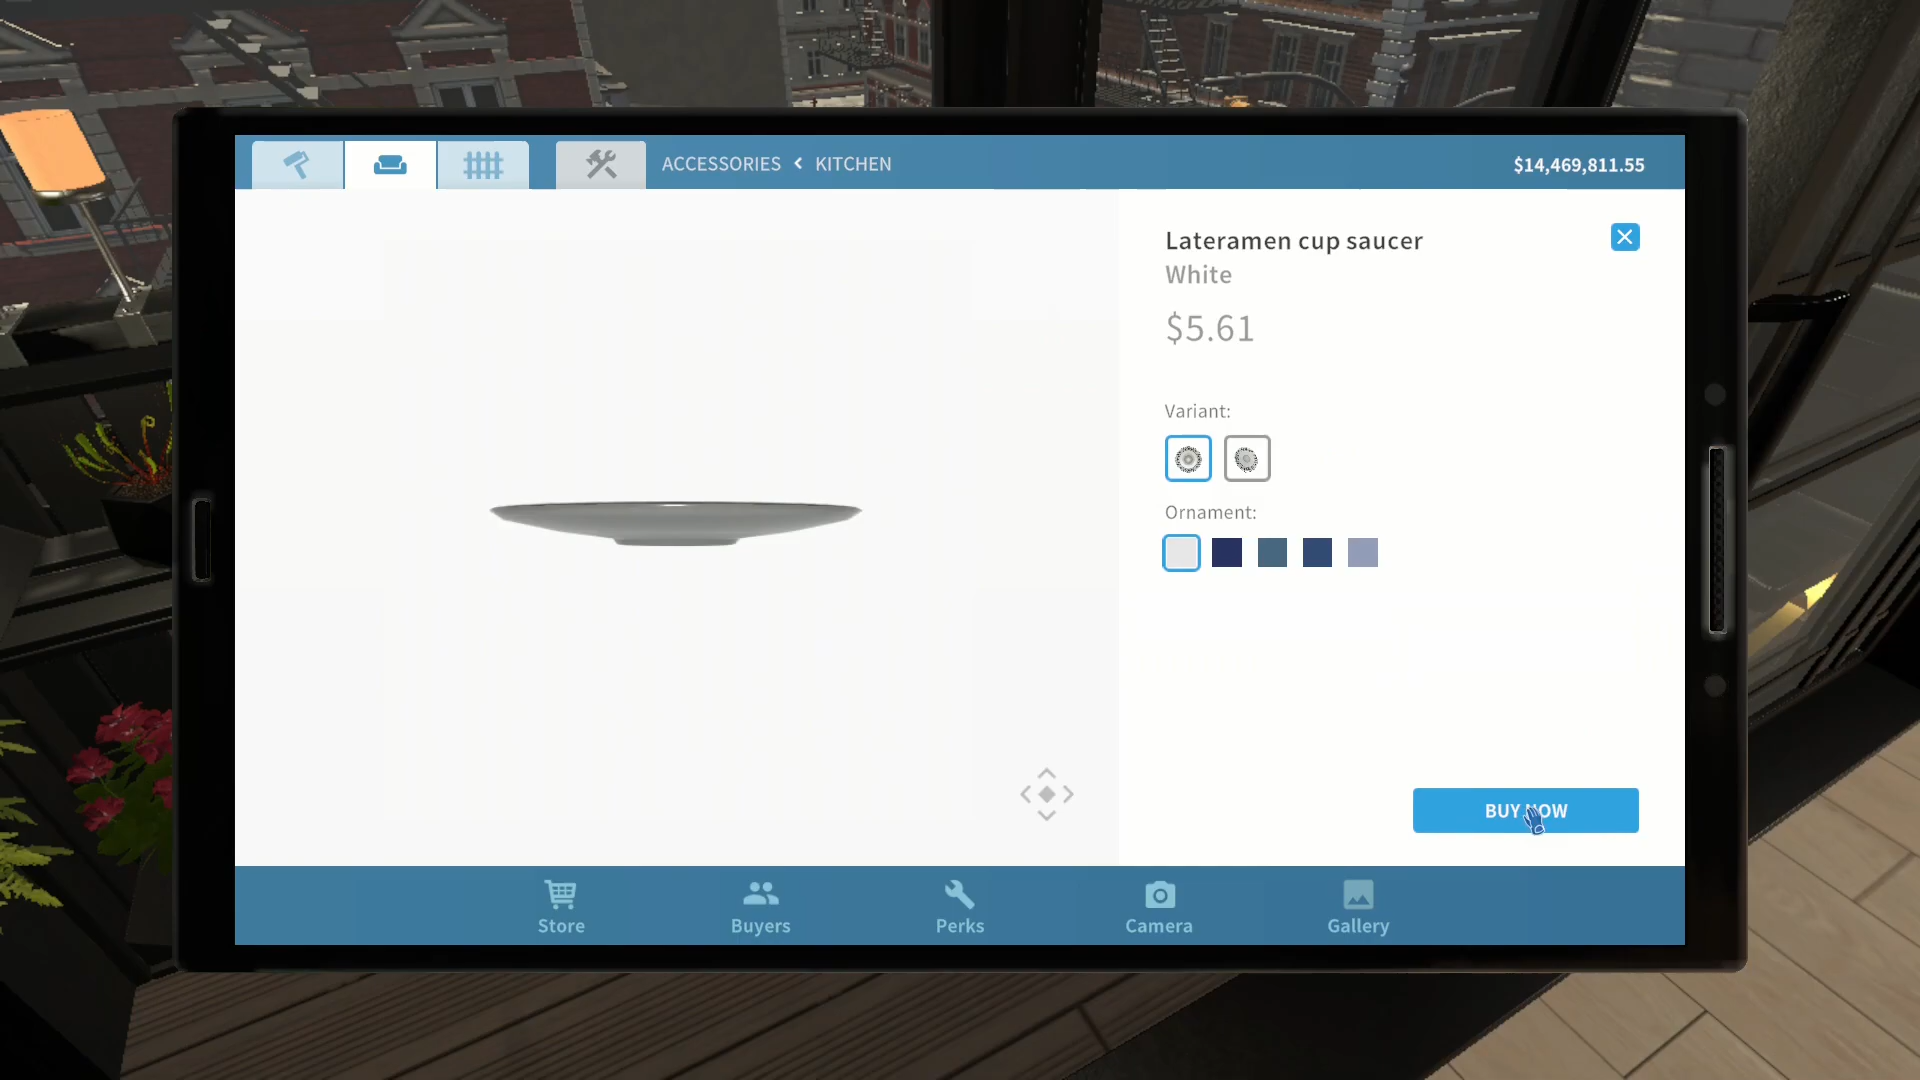 ACCESSORIES < KITCHEN
$14,469,811.55
Lateramen cup saucer
White
$5.61
Variant:
Ornament:
BUY NOW
Store
Buyers
Perks
Camera
Gallery